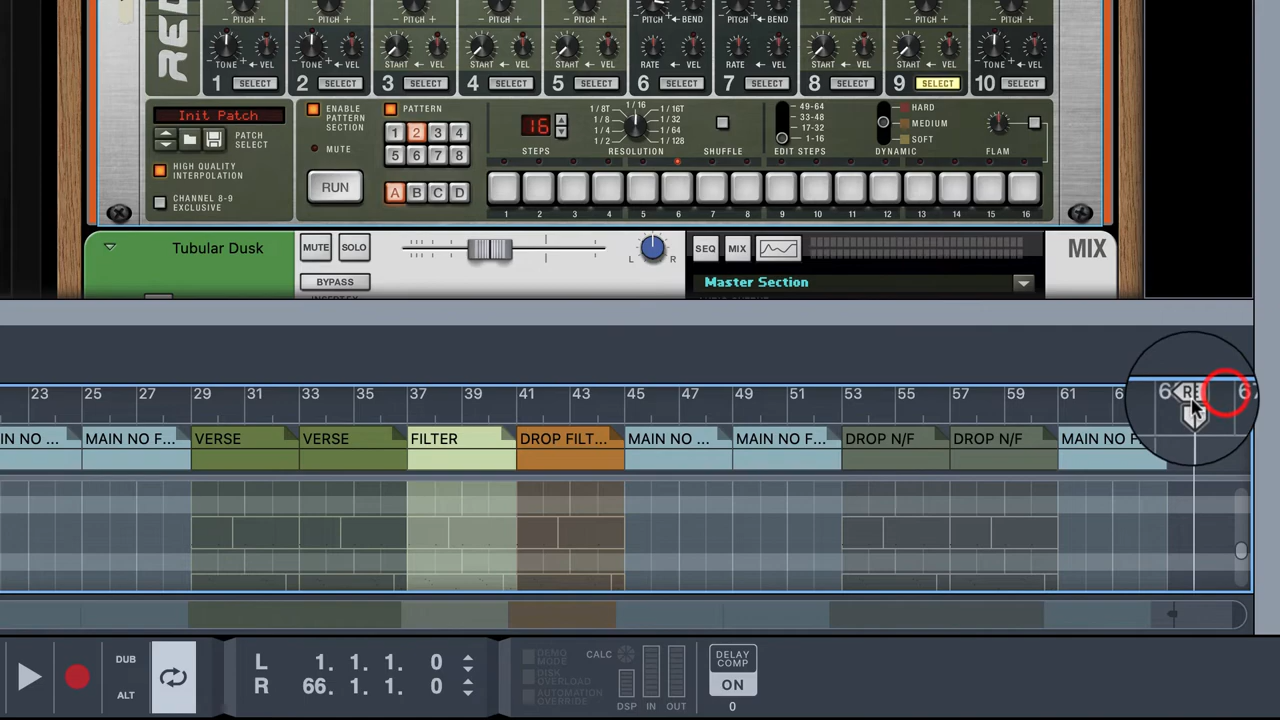 PITCH PITCH PITCH PITCH PITCH PITCH BEND PITCH BEND PITCH PITCH PITCH
TONE VEL TONE VEL START VEL START VEL START VEL RATE VEL RATE VEL START VEL START VEL TONE VEL
1 SELECT 2 SELECT 3 SELECT 4 SELECT 5 SELECT 6 SELECT 7 SELECT 8 SELECT 9 SELECT 10 SELECT
Init Patch
PATCH
SELECT
HIGH QUALITY
INTERPOLATION
CHANNEL 8-9
EXCLUSIVE
ENABLE
PATTERN
SECTION
MUTE
RUN
PATTERN
1 2 3 4
5 6 7 8
A B C D
16
STEPS
1/16
1/8T 1/16T
1/8 1/32
1/4 1/64
1/2 1/128
RESOLUTION
SHUFFLE
49-64
33-48
17-32
1-16
EDIT STEPS
HARD
MEDIUM
SOFT
DYNAMIC
FLAM
1 2 3 4 5 6 7 8 9 10 11 12 13 14 15 16
Tubular Dusk
MUTE SOLO
BYPASS
L R
SEQ MIX
Master Section
MIX
23 25 27 29 31 33 35 37 39 41 43 45 47 49 51 53 55 57 59 61
IN NO ... MAIN NO F... VERSE VERSE FILTER DROP FILT... MAIN NO ... MAIN NO F... DROP N/F DROP N/F MAIN NO F
DUB
ALT
L 1. 1. 1. 0
R 66. 1. 1. 0
DEMO
MODE
DISK
OVERLOAD
AUTOMATION
OVERRIDE
CALC
DSP IN OUT
DELAY
COMP
ON
0